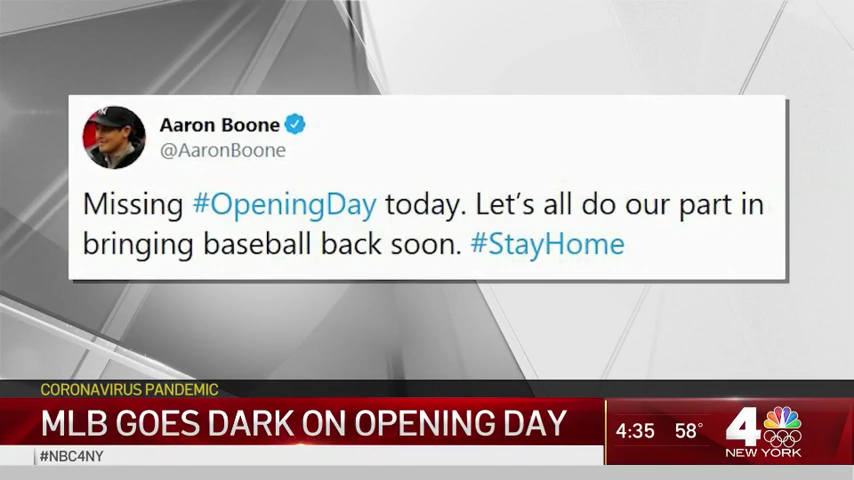 Aaron Boone
@AaronBoone
Missing #OpeningDay today. Let's all do our part in
bringing baseball back soon. #StayHome
CORONAVIRUS PANDEMIC
MLB GOES DARK ON OPENING DAY
4:35 58°
4
NEW YORK
#NBC4NY